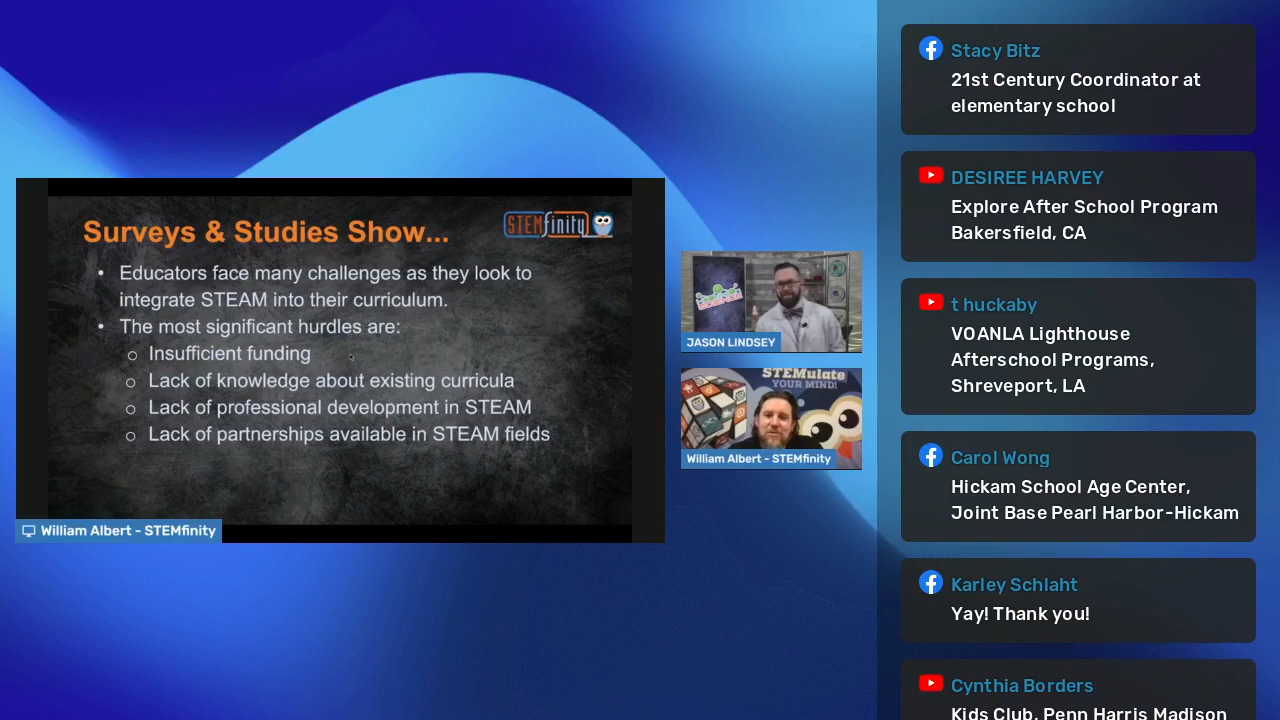 Surveys & Studies Show...
STEMfinity
• Educators face many challenges as they look to
integrate STEAM into their curriculum.
• The most significant hurdles are:
○ Insufficient funding
○ Lack of knowledge about existing curricula
○ Lack of professional development in STEAM
○ Lack of partnerships available in STEAM fields
William Albert - STEMfinity
JASON LINDSEY
STEMulate
YOUR MIND!
William Albert - STEMfinity
Stacy Bitz
21st Century Coordinator at
elementary school
DESIREE HARVEY
Explore After School Program
Bakersfield, CA
t huckaby
VOANLA Lighthouse
Afterschool Programs,
Shreveport, LA
Carol Wong
Hickam School Age Center,
Joint Base Pearl Harbor-Hickam
Karley Schlaht
Yay! Thank you!
Cynthia Borders
Kids Club, Penn Harris Madison